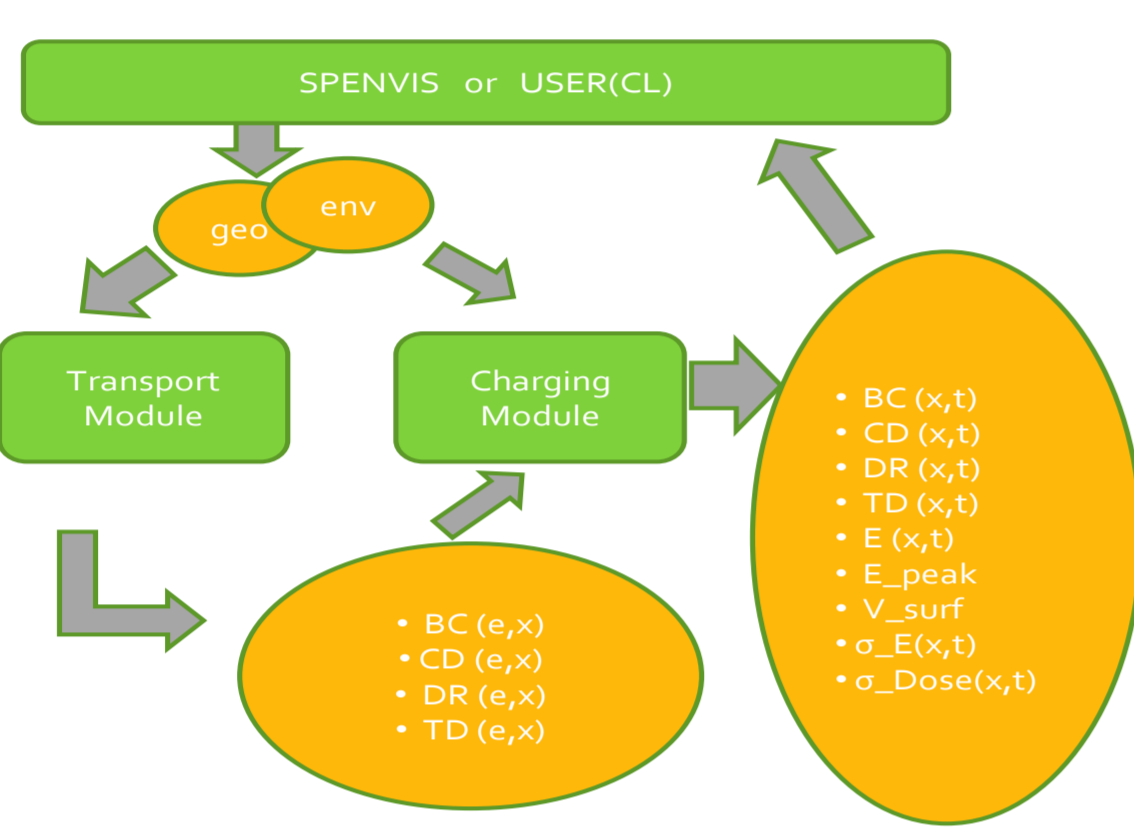 SPENVIS or USER(CL)
geo
env
Transport
Module
Charging
Module
• BC (e,x)
• CD (e,x)
• DR (e,x)
• TD (e,x)
• BC (x,t)
• CD (x,t)
• DR (x,t)
• TD (x,t)
• E (x,t)
• E_peak
• V_surf
• σ_E(x,t)
• σ_Dose(x,t)